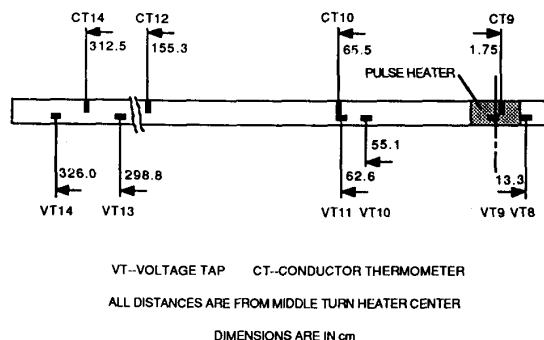 CT14 CT12 CT10 CT9
312.5 155.3 65.5 1.75
PULSE HEATER
55.1
326.0 298.8 62.6 13.3
VT14 VT13 VT11 VT10 VT9 VT8
VT--VOLTAGE TAP CT--CONDUCTOR THERMOMETER
ALL DISTANCES ARE FROM MIDDLE TURN HEATER CENTER
DIMENSIONS ARE IN cm